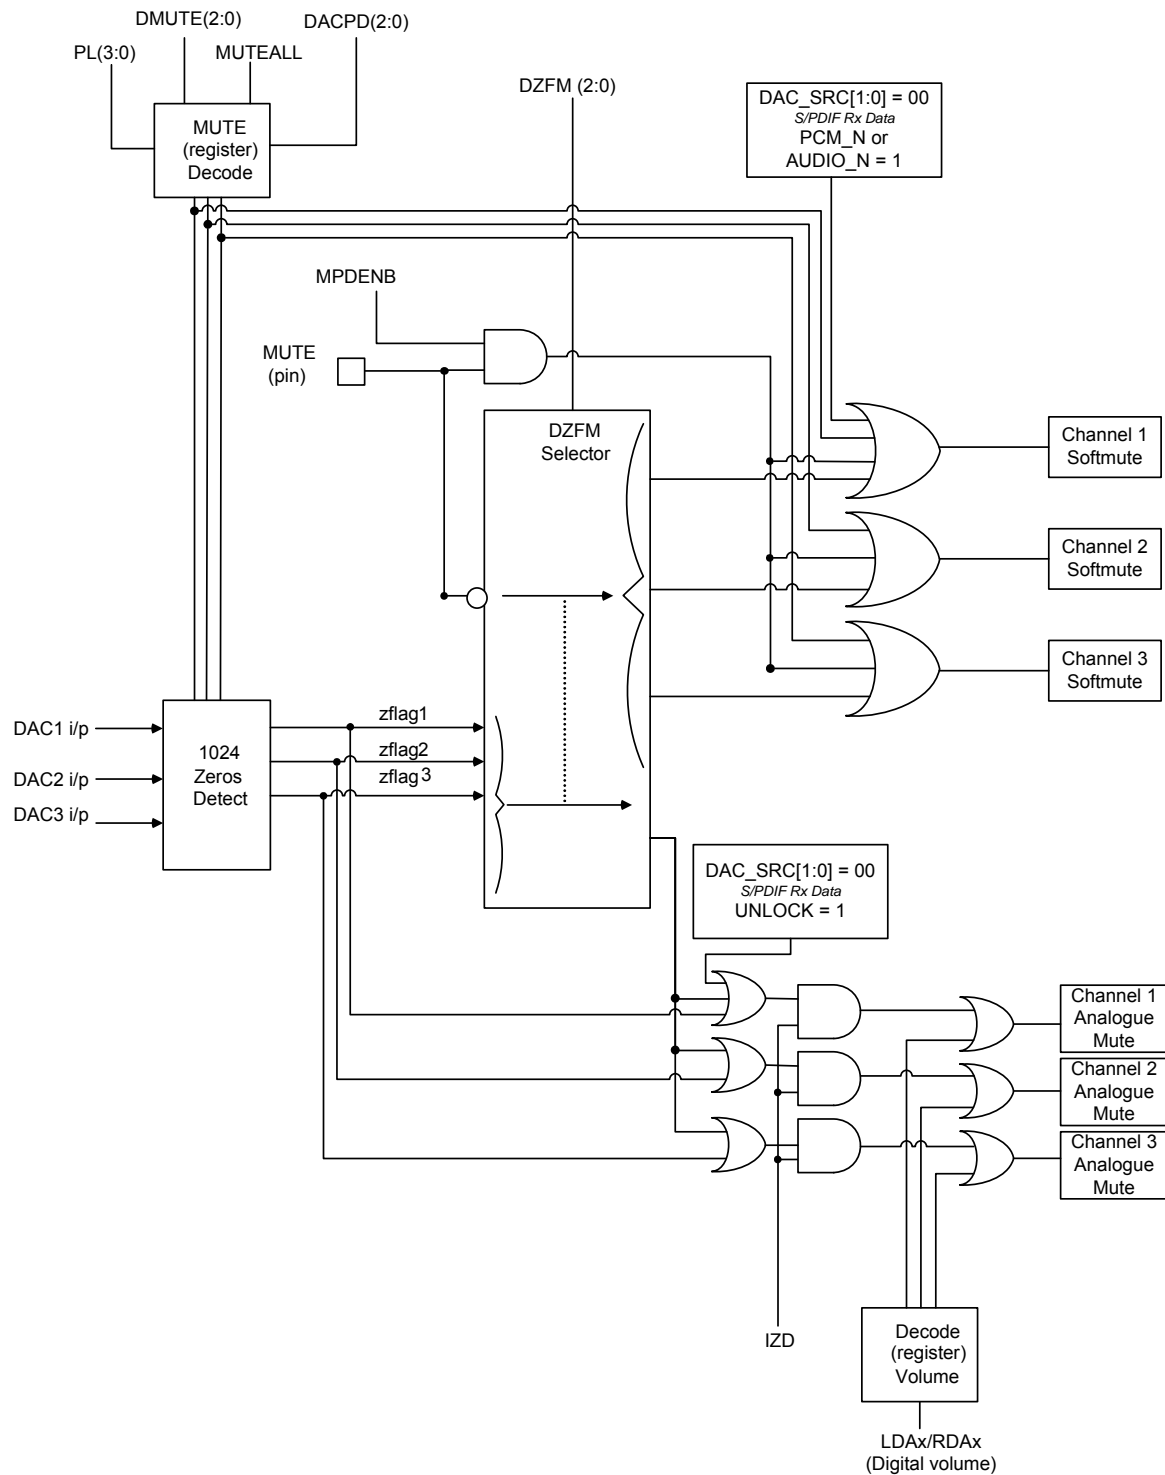 DMUTE(2:0)
DACPD(2:0)
PL(3:0)
MUTEALL
DZFM (2:0)
DAC_SRC[1:0] = 00
S/PDIF Rx Data
PCM_N or
AUDIO_N = 1
MUTE
(register)
Decode
MPDENB
MUTE
(pin)
DZFM
Selector
Channel 1
Softmute
Channel 2
Softmute
Channel 3
Softmute
DAC1 i/p
DAC2 i/p
DAC3 i/p
1024
Zeros
Detect
zflag1
zflag2
zflag3
DAC_SRC[1:0] = 00
S/PDIF Rx Data
UNLOCK = 1
Channel 1
Analogue
Mute
Channel 2
Analogue
Mute
Channel 3
Analogue
Mute
IZD
Decode
(register)
Volume
LDAx/RDAx
(Digital volume)